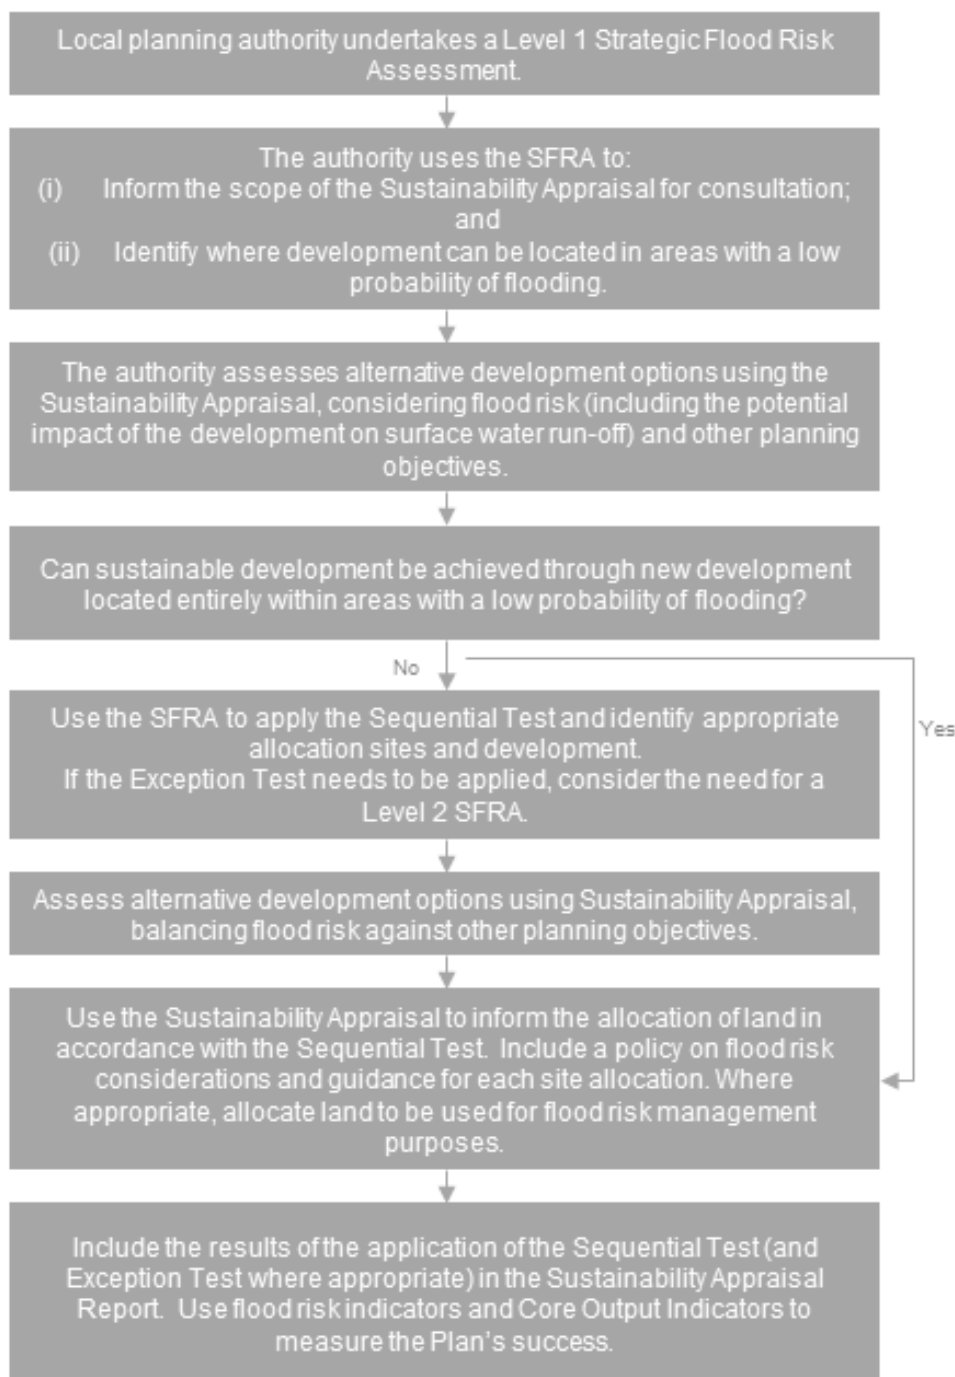 Local planning authority undertakes a Level 1 Strategic Flood Risk
Assessment.
The authority uses the SFRA to:
(i) Inform the scope of the Sustainability Appraisal for consultation;
and
(ii) Identify where development can be located in areas with a low
probability of flooding.
The authority assesses alternative development options using the
Sustainability Appraisal, considering flood risk (including the potential
impact of the development on surface water run-off) and other planning
objectives.
Can sustainable development be achieved through new development
located entirely within areas with a low probability of flooding?
No
Yes
Use the SFRA to apply the Sequential Test and identify appropriate
allocation sites and development.
If the Exception Test needs to be applied, consider the need for a
Level 2 SFRA.
Assess alternative development options using Sustainability Appraisal,
balancing flood risk against other planning objectives.
Use the Sustainability Appraisal to inform the allocation of land in
accordance with the Sequential Test. Include a policy on flood risk
considerations and guidance for each site allocation. Where
appropriate, allocate land to be used for flood risk management
purposes.
Include the results of the application of the Sequential Test (and
Exception Test where appropriate) in the Sustainability Appraisal
Report. Use flood risk indicators and Core Output Indicators to
measure the Plan's success.